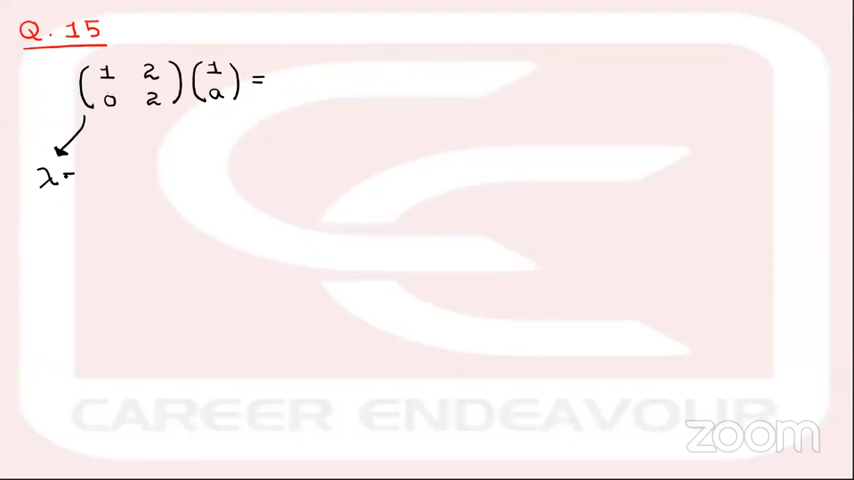 Q. 15
( 1 2 ) ( 1 ) =
( 0 2 ) ( a )
λ =
CAREER ENDEAVOUR
zoom